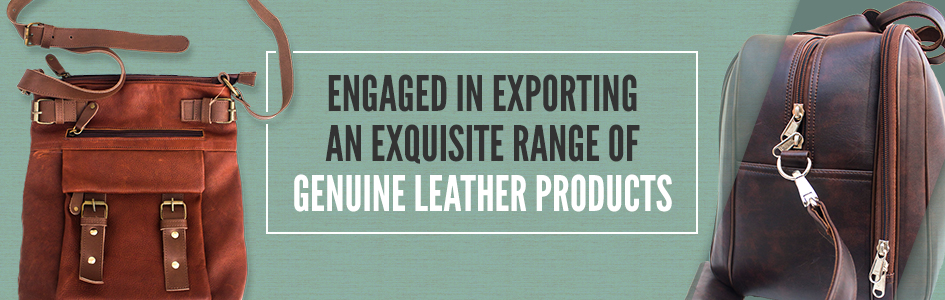 ENGAGED IN EXPORTING
AN EXQUISITE RANGE OF
GENUINE LEATHER PRODUCTS